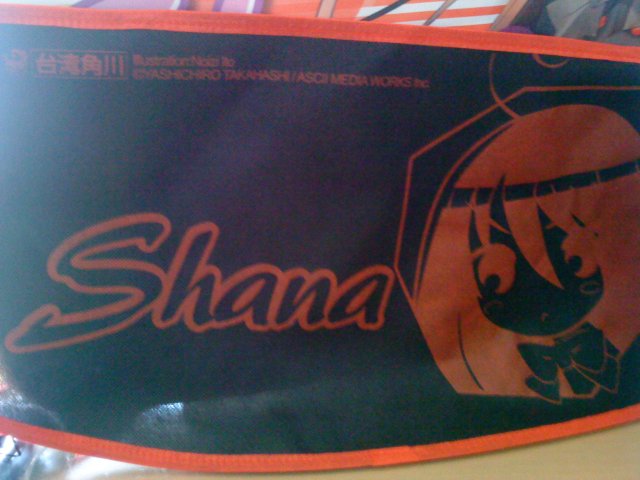 台湾角川
Illustration:Noizi Ito
©YASHICHIRO TAKAHASHI / ASCII MEDIA WORKS Inc.
Shana